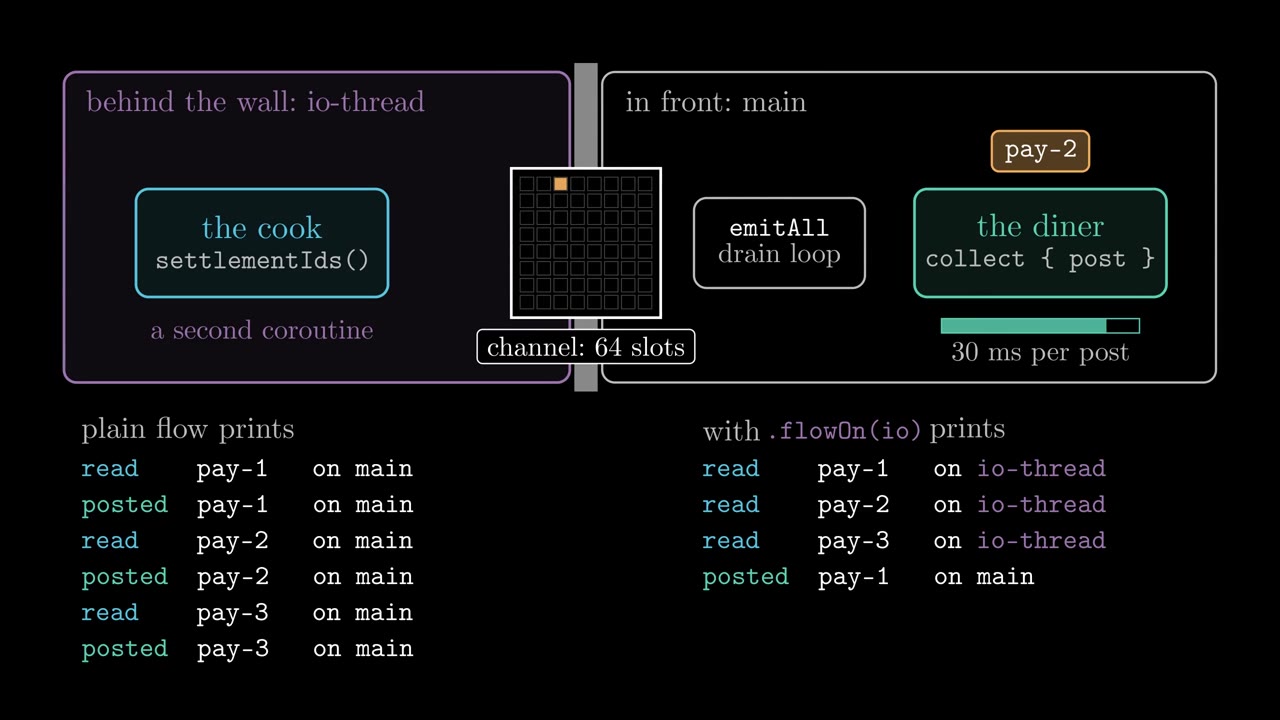 behind the wall: io-thread
in front: main
pay-2
the cook
settlementIds()
emitAll
drain loop
the diner
collect { post }
a second coroutine
channel: 64 slots
30 ms per post
plain flow prints
read pay-1 on main
posted pay-1 on main
read pay-2 on main
posted pay-2 on main
read pay-3 on main
posted pay-3 on main
with .flowOn(io) prints
read pay-1 on io-thread
read pay-2 on io-thread
read pay-3 on io-thread
posted pay-1 on main